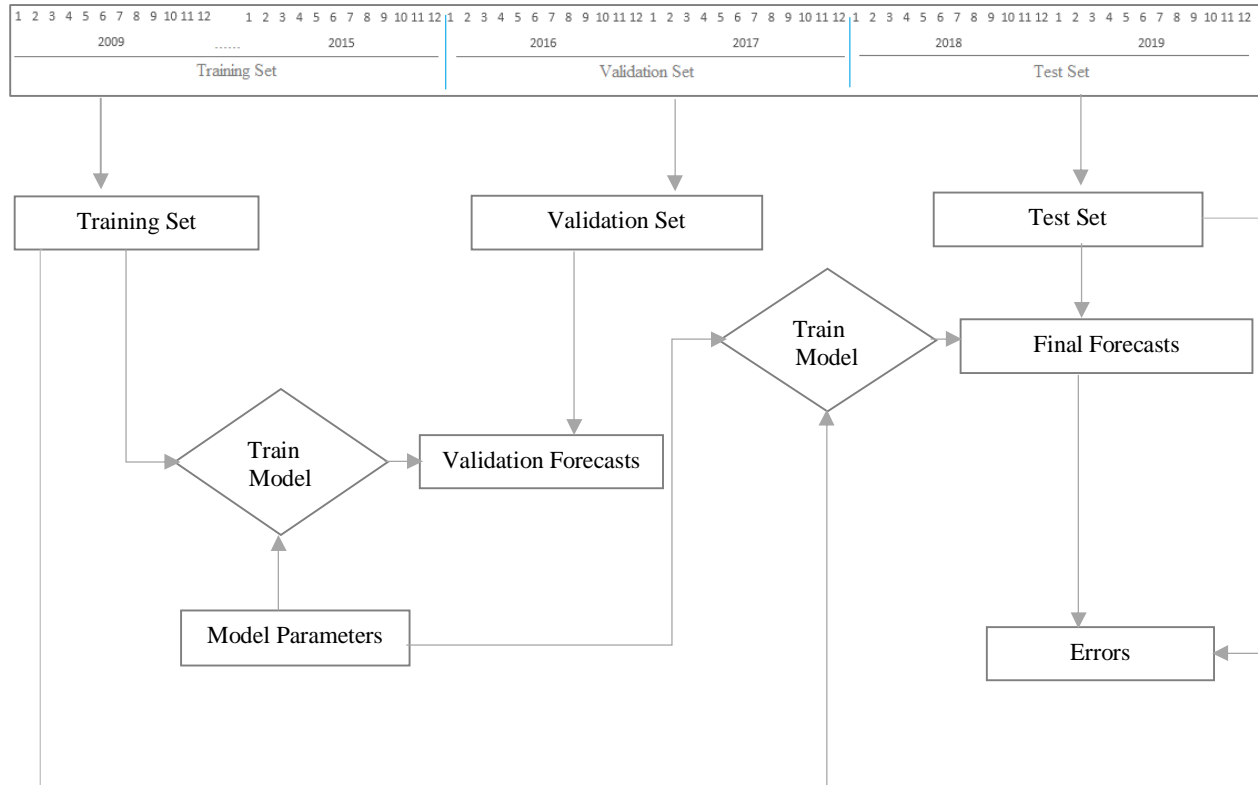 1 2 3 4 5 6 7 8 9 10 11 12 1 2 3 4 5 6 7 8 9 10 11 12 1 2 3 4 5 6 7 8 9 10 11 12 1 2 3 4 5 6 7 8 9 10 11 12 1 2 3 4 5 6 7 8 9 10 11 12 1 2 3 4 5 6 7 8 9 10 11 12
2009 ...... 2015 2016 2017 2018 2019
Training Set Validation Set Test Set
Training Set
Validation Set
Test Set
Train
Model
Final Forecasts
Train
Model
Validation Forecasts
Model Parameters
Errors